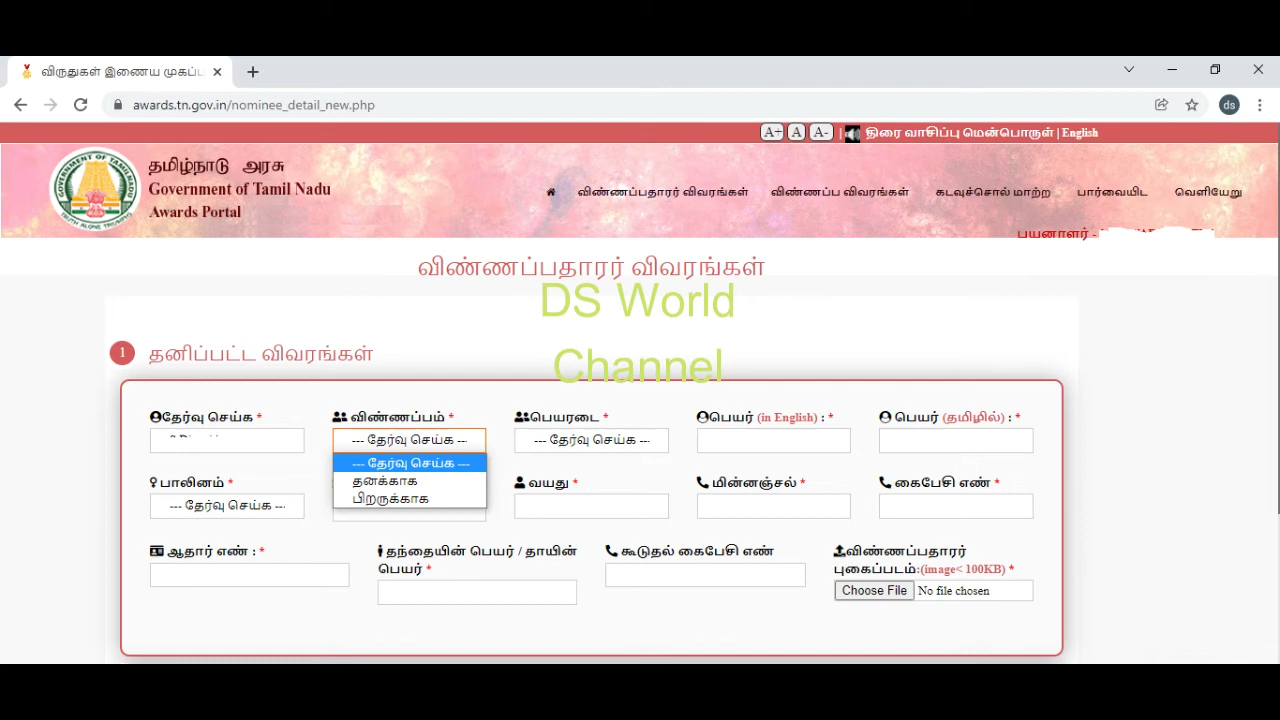 விருதுகள் இணைய முகப்ப
awards.tn.gov.in/nominee_detail_new.php
ds
A+ A A- | திரை வாசிப்பு மென்பொருள் | English
தமிழ்நாடு அரசு
Government of Tamil Nadu
Awards Portal
விண்ணப்பதாரர் விவரங்கள் விண்ணப்ப விவரங்கள் கடவுச்சொல் மாற்ற பார்வையிட வெளியேறு
பயனாளர் -
விண்ணப்பதாரர் விவரங்கள்
DS World
Channel
1 தனிப்பட்ட விவரங்கள்
தேர்வு செய்க * விண்ணப்பம் * பெயரடை * பெயர் (in English) : * பெயர் (தமிழில்) : *
--- தேர்வு செய்க --- --- தேர்வு செய்க ---
--- தேர்வு செய்க ---
தனக்காக
பிறருக்காக
பாலினம் * வயது * மின்னஞ்சல் * கைபேசி எண் *
--- தேர்வு செய்க ---
ஆதார் எண் : * தந்தையின் பெயர் / தாயின் பெயர் * கூடுதல் கைபேசி எண் விண்ணப்பதாரர் புகைப்படம்:(image< 100KB) *
Choose File No file chosen